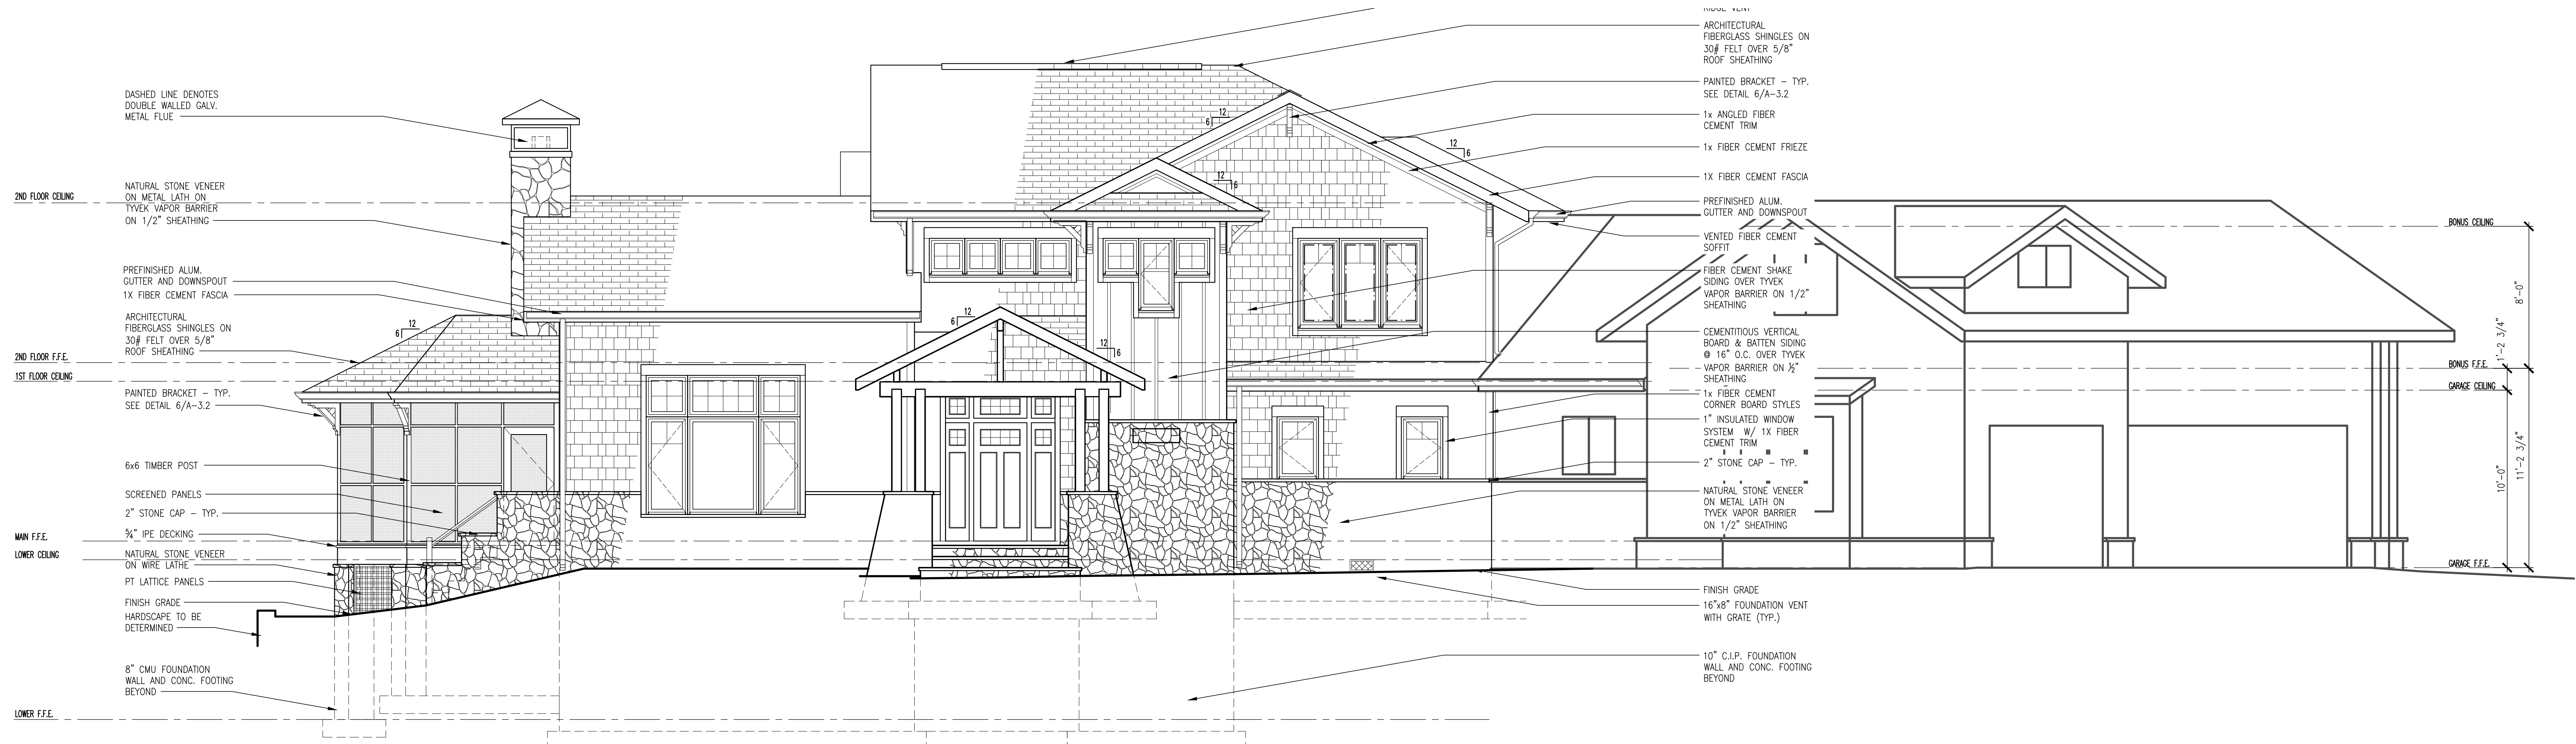 DASHED LINE DENOTES
DOUBLE WALLED GALV.
METAL FLUE
2ND FLOOR CEILING
NATURAL STONE VENEER
ON METAL LATH ON
TYVEK VAPOR BARRIER
ON 1/2" SHEATHING
PREFINISHED ALUM.
GUTTER AND DOWNSPOUT
1X FIBER CEMENT FASCIA
ARCHITECTURAL
FIBERGLASS SHINGLES ON
30# FELT OVER 5/8"
ROOF SHEATHING
2ND FLOOR F.F.E.
1ST FLOOR CEILING
PAINTED BRACKET – TYP.
SEE DETAIL 6/A-3.2
6x6 TIMBER POST
SCREENED PANELS
2" STONE CAP – TYP.
MAIN F.F.E.
5/4" IPE DECKING
LOWER CEILING
NATURAL STONE VENEER
ON WIRE LATHE
PT LATTICE PANELS
FINISH GRADE
HARDSCAPE TO BE
DETERMINED
8" CMU FOUNDATION
WALL AND CONC. FOOTING
BEYOND
LOWER F.F.E.
12
6
12
6
12
6
12
6
12
6
12
6
RIDGE VENT
ARCHITECTURAL
FIBERGLASS SHINGLES ON
30# FELT OVER 5/8"
ROOF SHEATHING
PAINTED BRACKET – TYP.
SEE DETAIL 6/A-3.2
1x ANGLED FIBER
CEMENT TRIM
1x FIBER CEMENT FRIEZE
1X FIBER CEMENT FASCIA
PREFINISHED ALUM.
GUTTER AND DOWNSPOUT
VENTED FIBER CEMENT
SOFFIT
FIBER CEMENT SHAKE
SIDING OVER TYVEK
VAPOR BARRIER ON 1/2"
SHEATHING
CEMENTITIOUS VERTICAL
BOARD & BATTEN SIDING
@ 16" O.C. OVER TYVEK
VAPOR BARRIER ON ½"
SHEATHING
1x FIBER CEMENT
CORNER BOARD STYLES
1" INSULATED WINDOW
SYSTEM W/ 1X FIBER
CEMENT TRIM
2" STONE CAP – TYP.
NATURAL STONE VENEER
ON METAL LATH ON
TYVEK VAPOR BARRIER
ON 1/2" SHEATHING
FINISH GRADE
16"x8" FOUNDATION VENT
WITH GRATE (TYP.)
10" C.I.P. FOUNDATION
WALL AND CONC. FOOTING
BEYOND
BONUS CEILING
8'-0"
1'-2 3/4"
BONUS F.F.E.
GARAGE CEILING
10'-0"
11'-2 3/4"
GARAGE F.F.E.